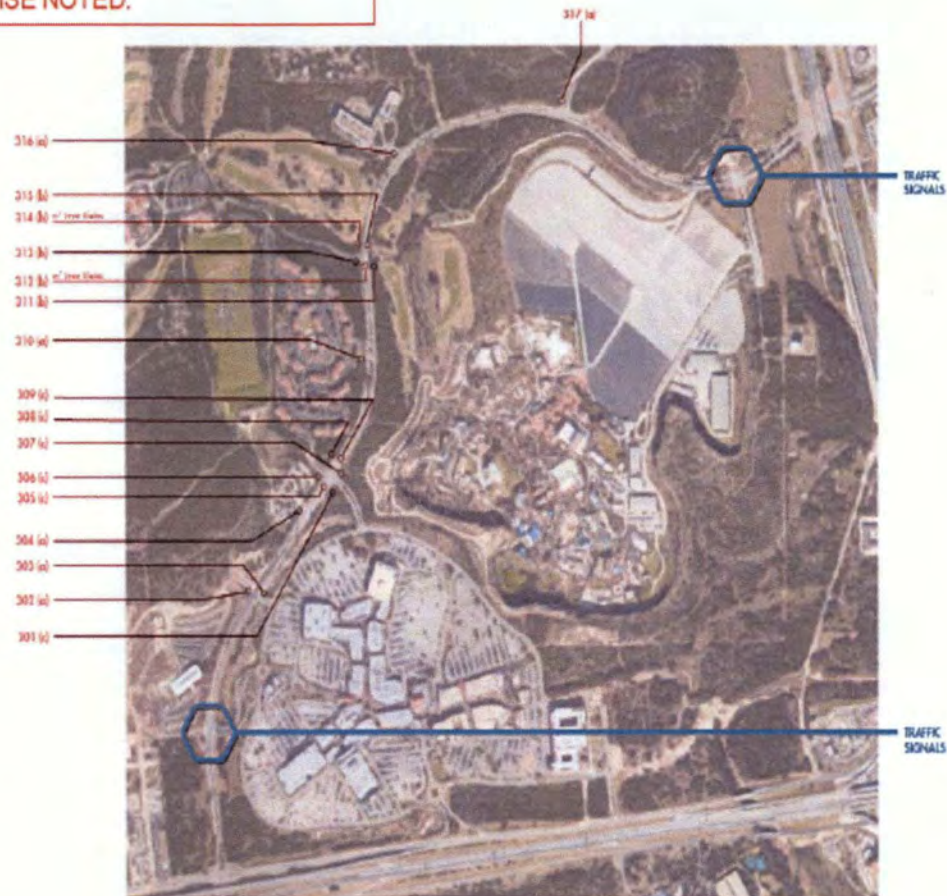 ISE NOTED.
317 (a)
316 (a)
315 (b)
314 (b)
313 (b)
312 (b)
311 (b)
310 (a)
309 (c)
308 (c)
307 (c)
306 (c)
305 (c)
304 (a)
303 (a)
302 (a)
301 (c)
TRAFFIC
SIGNALS
TRAFFIC
SIGNALS